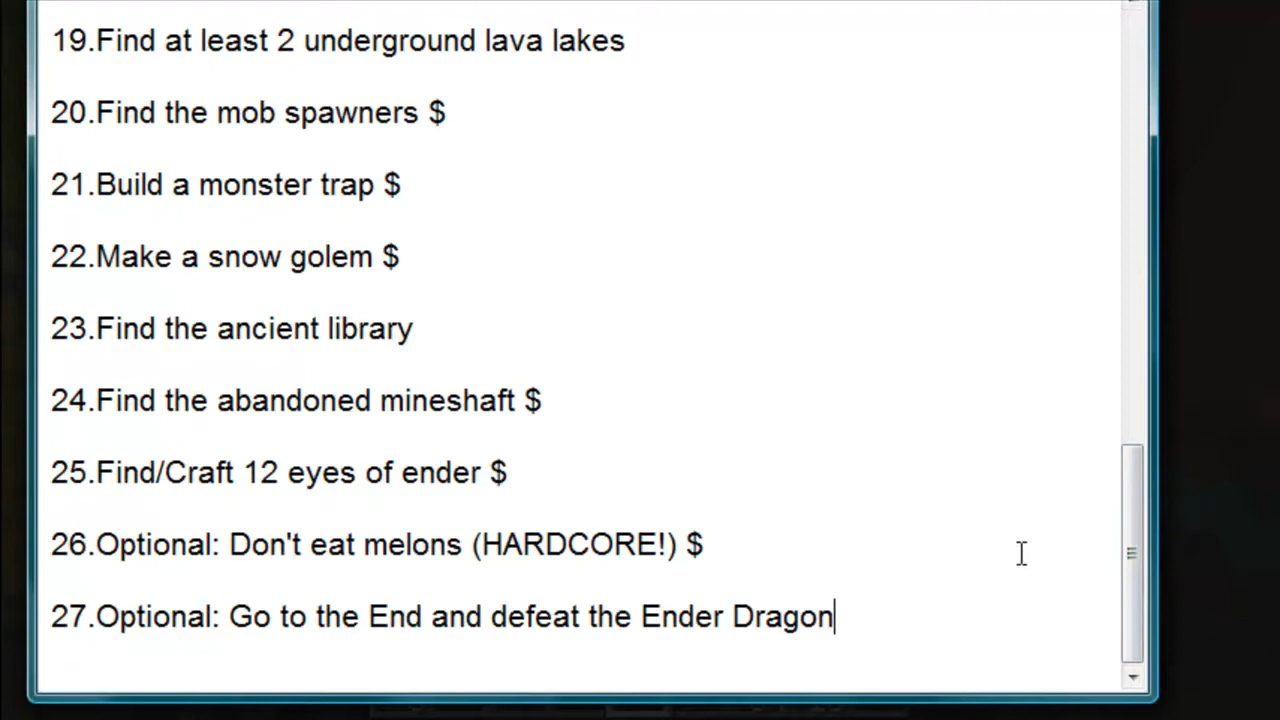 19.Find at least 2 underground lava lakes
20.Find the mob spawners $
21.Build a monster trap $
22.Make a snow golem $
23.Find the ancient library
24.Find the abandoned mineshaft $
25.Find/Craft 12 eyes of ender $
26.Optional: Don't eat melons (HARDCORE!) $
27.Optional: Go to the End and defeat the Ender Dragon